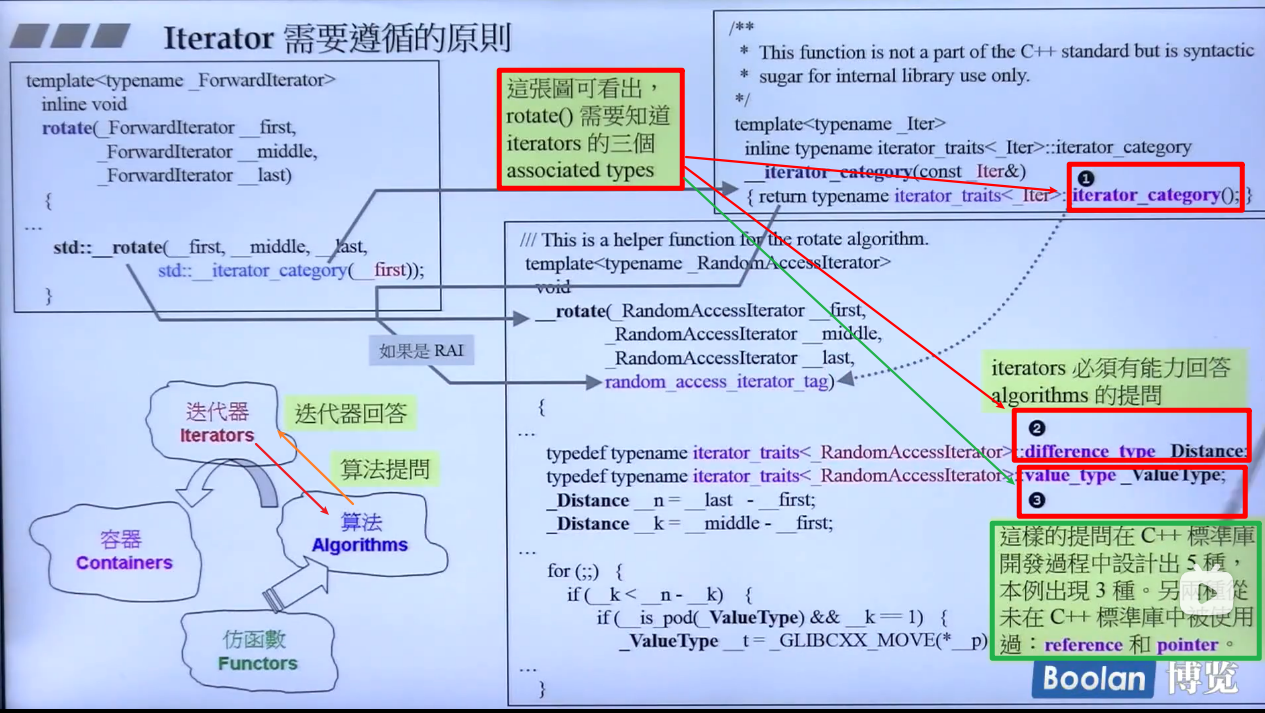 Iterator 需要遵循的原則
template<typename _ForwardIterator>
inline void
rotate(_ForwardIterator __first,
_ForwardIterator __middle,
_ForwardIterator __last)
{
...
std::__rotate(__first, __middle, __last,
std::__iterator_category(__first));
}
這張圖可看出，
rotate() 需要知道
iterators 的三個
associated types
/**
* This function is not a part of the C++ standard but is syntactic
* sugar for internal library use only.
*/
template<typename _Iter>
inline typename iterator_traits<_Iter>::iterator_category
__iterator_category(const _Iter&)
❶
{ return typename iterator_traits<_Iter>::iterator_category(); }
/// This is a helper function for the rotate algorithm.
template<typename _RandomAccessIterator>
void
__rotate(_RandomAccessIterator __first,
_RandomAccessIterator __middle,
_RandomAccessIterator __last,
random_access_iterator_tag)
{
...
typedef typename iterator_traits<_RandomAccessIterator>::difference_type _Distance;
typedef typename iterator_traits<_RandomAccessIterator>::value_type _ValueType;
_Distance __n = __last - __first;
_Distance __k = __middle - __first;
...
for (;;) {
if (__k < __n - __k) {
if (__is_pod(_ValueType) && __k == 1) {
_ValueType __t = _GLIBCXX_MOVE(*__p)
...
}
如果是 RAI
iterators 必須有能力回答
algorithms 的提問
❷
❸
這樣的提問在 C++ 標準庫
開發過程中設計出 5 種，
本例出現 3 種。另兩種從
未在 C++ 標準庫中被使用
過：reference 和 pointer。
迭代器
Iterators
迭代器回答
算法提問
算法
Algorithms
容器
Containers
仿函數
Functors
Boolan 博览